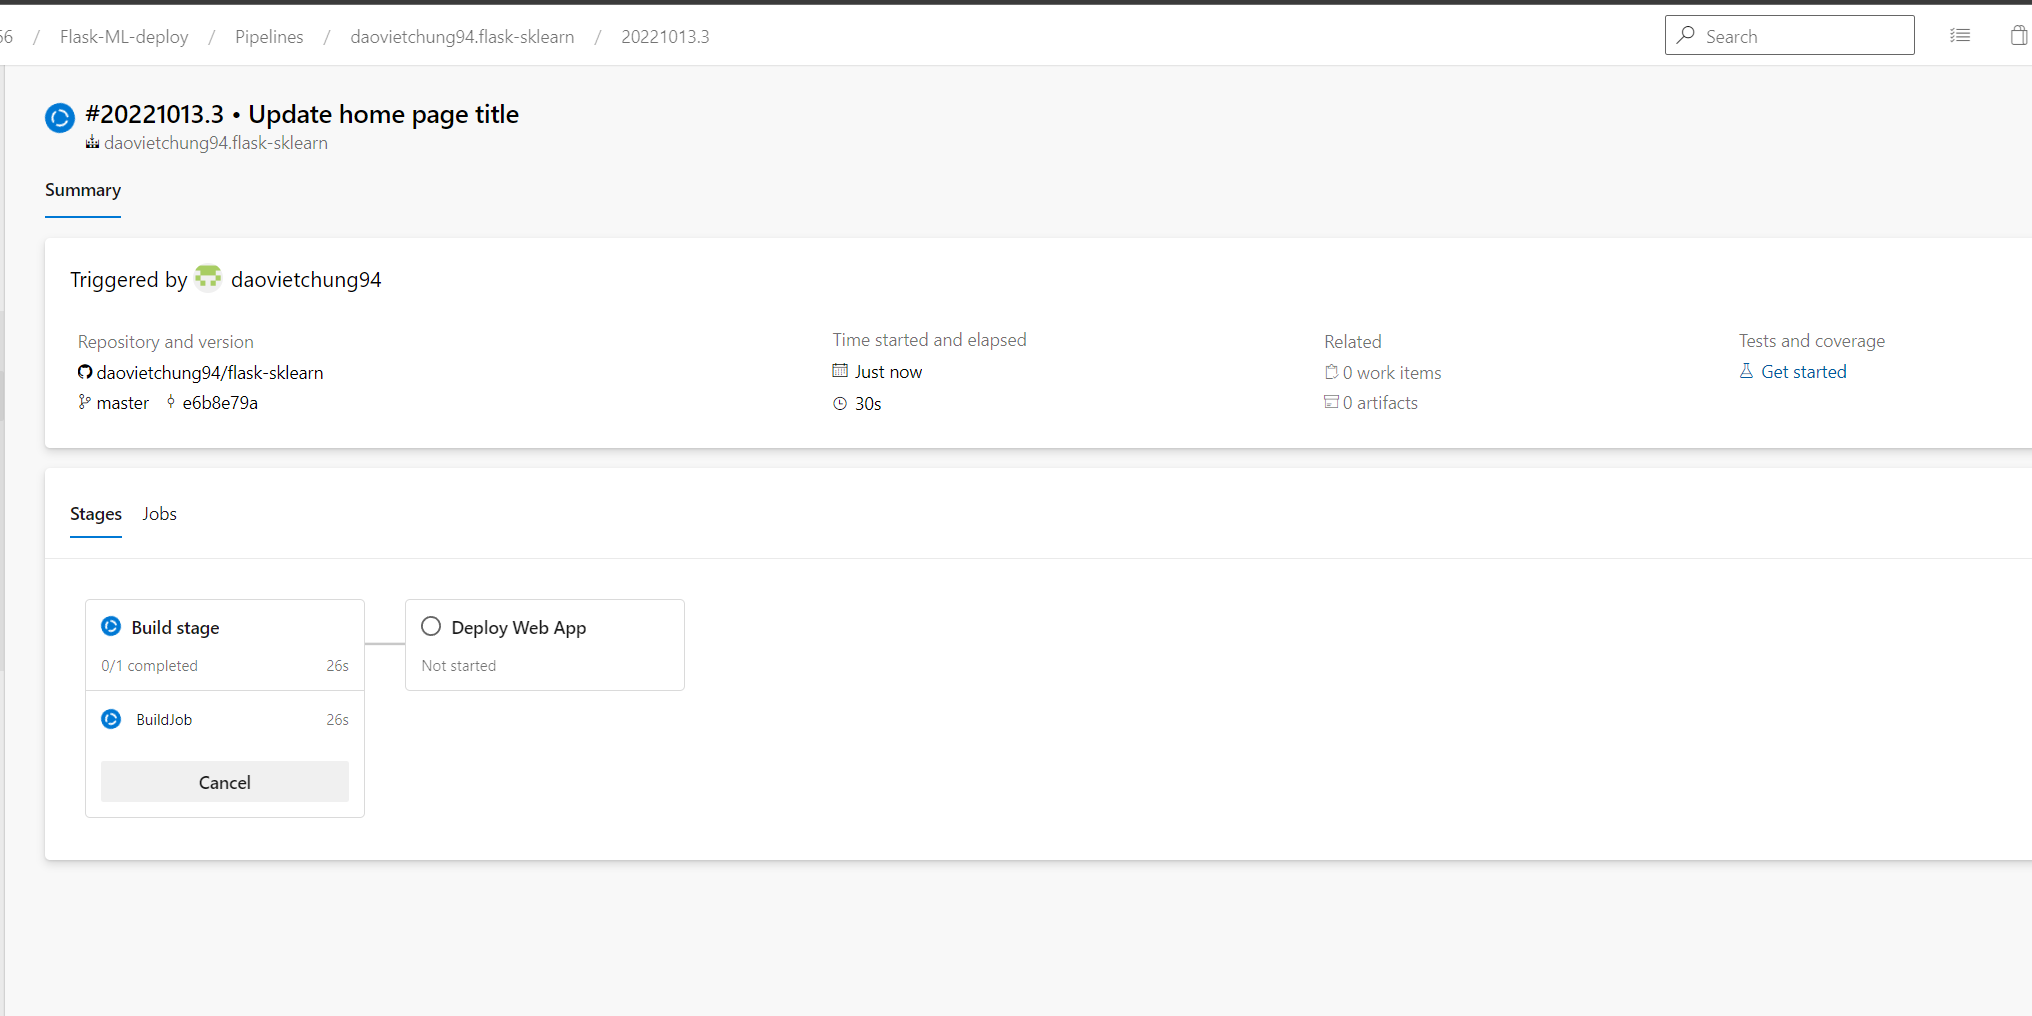 66 / Flask-ML-deploy / Pipelines / daovietchung94.flask-sklearn / 20221013.3
Search
#20221013.3 • Update home page title
daovietchung94.flask-sklearn
Summary
Triggered by daovietchung94
Repository and version
daovietchung94/flask-sklearn
master e6b8e79a
Time started and elapsed
Just now
30s
Related
0 work items
0 artifacts
Tests and coverage
Get started
Stages Jobs
Build stage
0/1 completed 26s
BuildJob 26s
Cancel
Deploy Web App
Not started